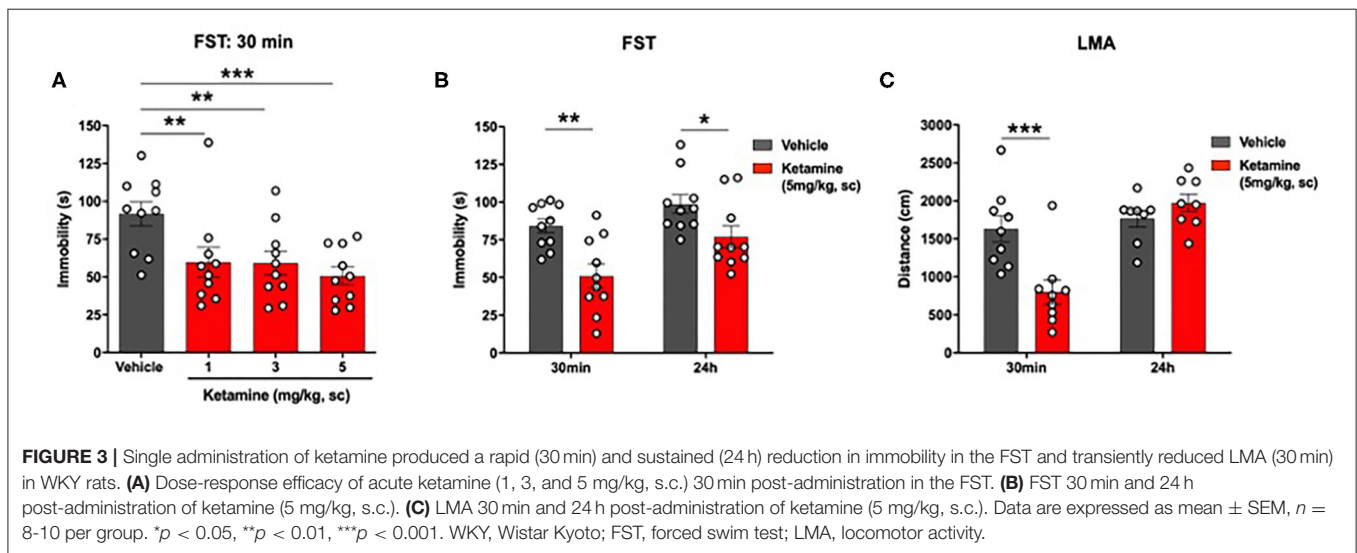 FST: 30 min
A
***
**
**
Immobility (s)
150
125
100
75
50
25
0
Vehicle
1
3
5
Ketamine (mg/kg, sc)
FST
B
**
*
Vehicle
Ketamine
(5mg/kg, sc)
Immobility (s)
150
125
100
75
50
25
0
30min
24h
LMA
C
***
Vehicle
Ketamine
(5mg/kg, sc)
Distance (cm)
3000
2500
2000
1500
1000
500
0
30min
24h
FIGURE 3 | Single administration of ketamine produced a rapid (30 min) and sustained (24 h) reduction in immobility in the FST and transiently reduced LMA (30 min)
in WKY rats. (A) Dose-response efficacy of acute ketamine (1, 3, and 5 mg/kg, s.c.) 30 min post-administration in the FST. (B) FST 30 min and 24 h
post-administration of ketamine (5 mg/kg, s.c.). (C) LMA 30 min and 24 h post-administration of ketamine (5 mg/kg, s.c.). Data are expressed as mean ± SEM, n =
8-10 per group. *p < 0.05, **p < 0.01, ***p < 0.001. WKY, Wistar Kyoto; FST, forced swim test; LMA, locomotor activity.